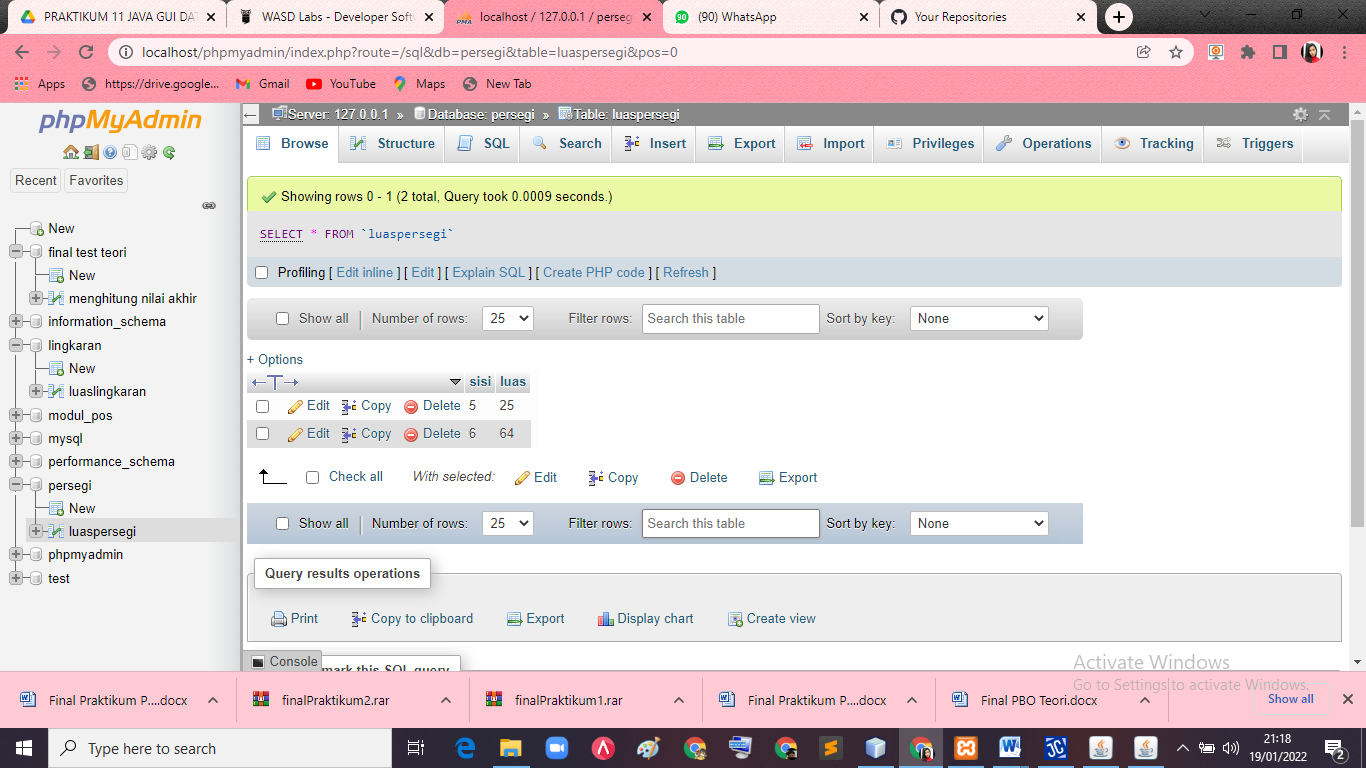 PRAKTIKUM 11 JAVA GUI DAT
WASD Labs - Developer Soft
localhost / 127.0.0.1 / perseg
(90) WhatsApp
Your Repositories
localhost/phpmyadmin/index.php?route=/sql&db=persegi&table=luaspersegi&pos=0
Apps
https://drive.google...
Gmail
YouTube
Maps
New Tab
phpMyAdmin
Recent
Favorites
New
final test teori
New
menghitung nilai akhir
information_schema
lingkaran
New
luaslingkaran
modul_pos
mysql
performance_schema
persegi
New
luaspersegi
phpmyadmin
test
Server: 127.0.0.1 » Database: persegi » Table: luaspersegi
Browse
Structure
SQL
Search
Insert
Export
Import
Privileges
Operations
Tracking
Triggers
Showing rows 0 - 1 (2 total, Query took 0.0009 seconds.)
SELECT * FROM `luaspersegi`
Profiling [ Edit inline ] [ Edit ] [ Explain SQL ] [ Create PHP code ] [ Refresh ]
Show all | Number of rows: 25 Filter rows: Search this table Sort by key: None
+ Options
←T→ sisi luas
Edit Copy Delete 5 25
Edit Copy Delete 6 64
Check all With selected: Edit Copy Delete Export
Show all | Number of rows: 25 Filter rows: Search this table Sort by key: None
Query results operations
Print Copy to clipboard Export Display chart Create view
Console
mark this SQL query
Activate Windows
Go to Settings to activate Windows.
Final Praktikum P....docx
finalPraktikum2.rar
finalPraktikum1.rar
Final Praktikum P....docx
Final PBO Teori.docx
Show all
Type here to search
21:18
19/01/2022
2